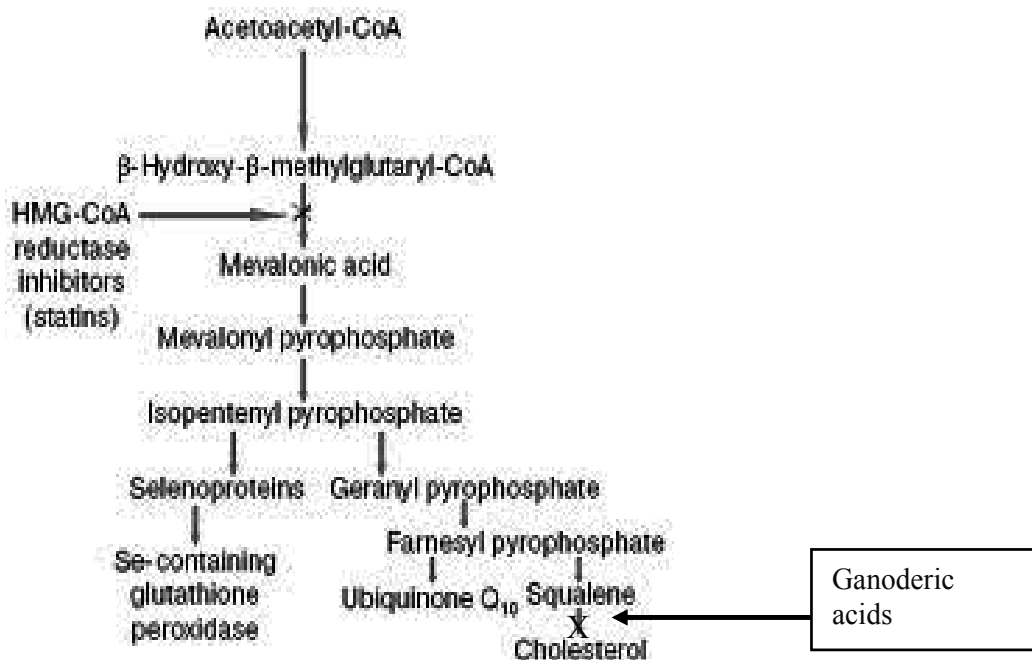 Acetoacetyl-CoA
β-Hydroxy-β-methylglutaryl-CoA
HMG-CoA
reductase
inhibitors
(statins)
X
Mevalonic acid
Mevalonyl pyrophosphate
Isopentenyl pyrophosphate
Selenoproteins
Geranyl pyrophosphate
Se-containing
glutathione
peroxidase
Farnesyl pyrophosphate
Ubiquinone Q10
Squalene
X
Cholesterol
Ganoderic
acids